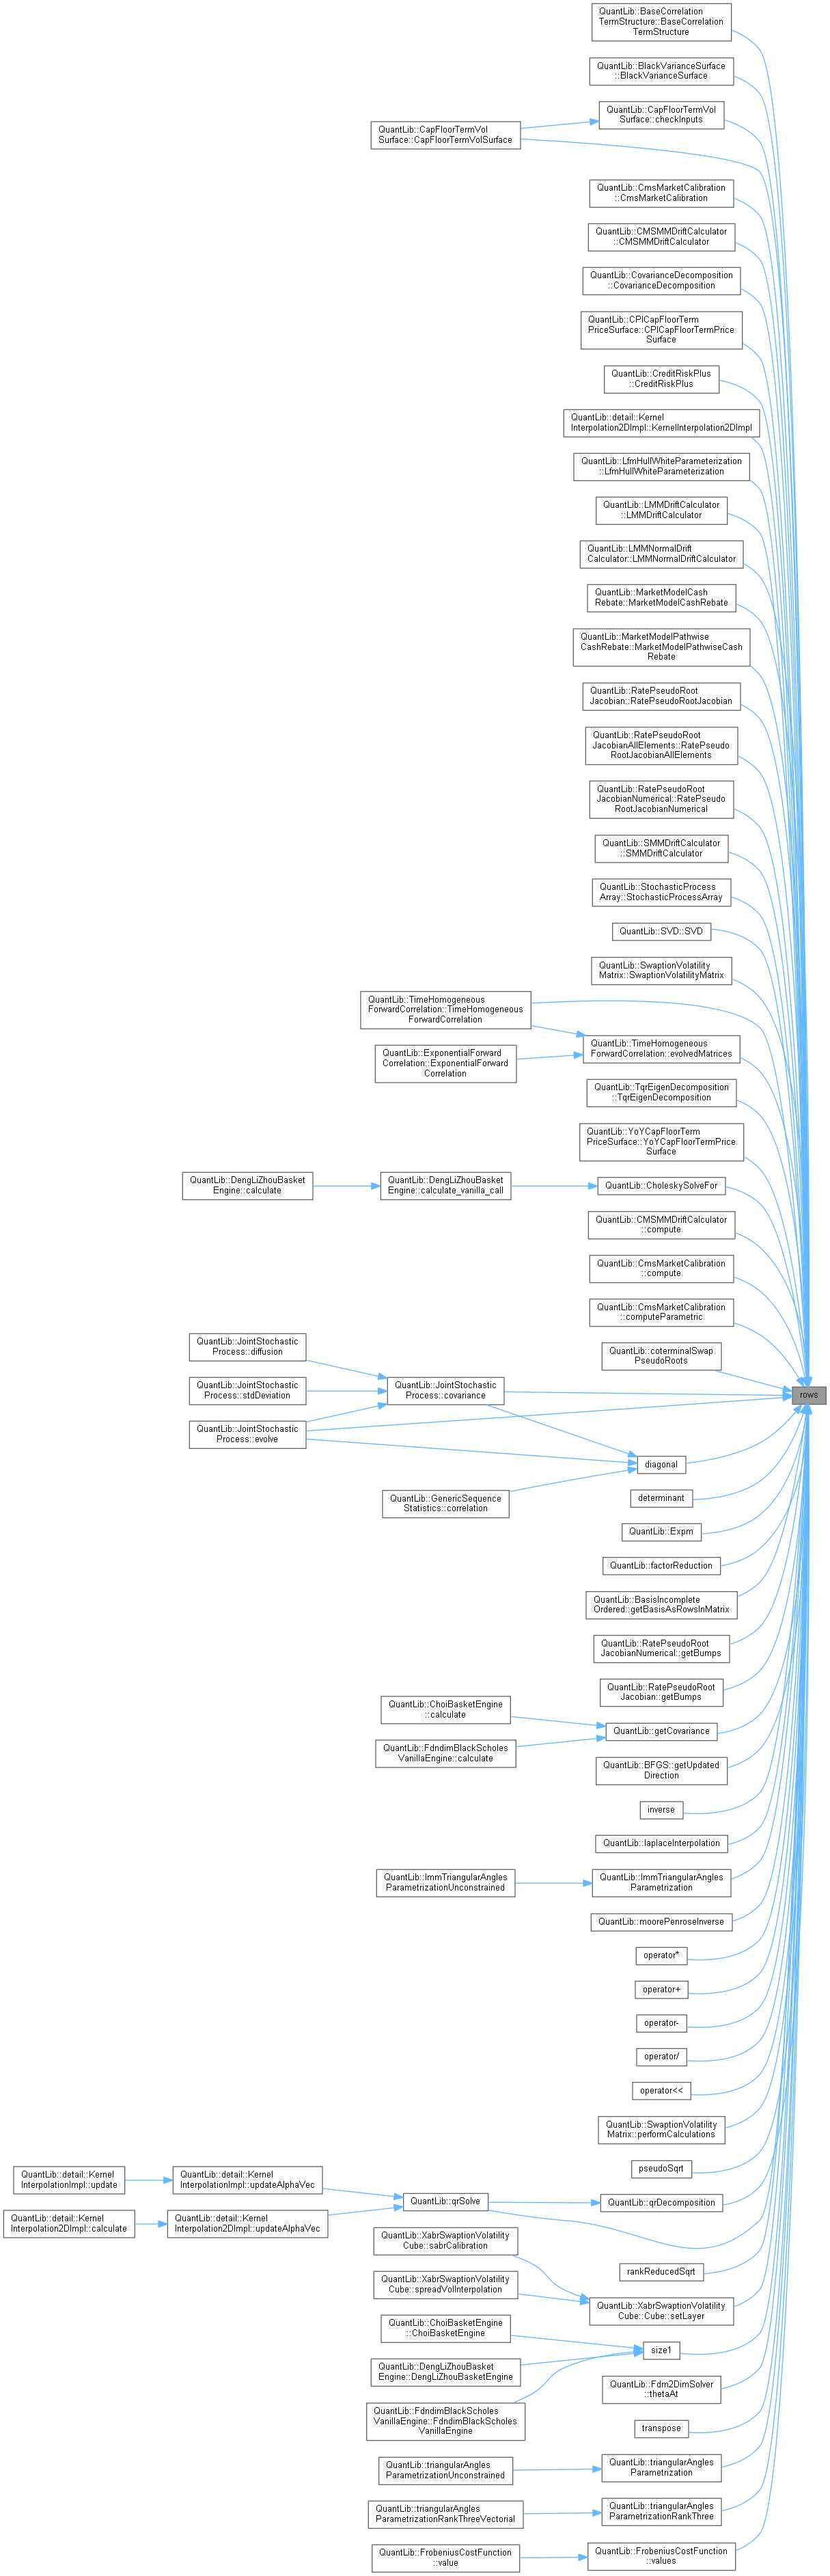 QuantLib::BaseCorrelation
TermStructure::BaseCorrelation
TermStructure
QuantLib::BlackVarianceSurface
::BlackVarianceSurface
QuantLib::CapFloorTermVol
Surface::checkInputs
QuantLib::CapFloorTermVol
Surface::CapFloorTermVolSurface
QuantLib::CmsMarketCalibration
::CmsMarketCalibration
QuantLib::CMSMMDriftCalculator
::CMSMMDriftCalculator
QuantLib::CovarianceDecomposition
::CovarianceDecomposition
QuantLib::CPICapFloorTerm
PriceSurface::CPICapFloorTermPrice
Surface
QuantLib::CreditRiskPlus
::CreditRiskPlus
QuantLib::detail::Kernel
Interpolation2DImpl::KernelInterpolation2DImpl
QuantLib::LfmHullWhiteParameterization
::LfmHullWhiteParameterization
QuantLib::LMMDriftCalculator
::LMMDriftCalculator
QuantLib::LMMNormalDrift
Calculator::LMMNormalDriftCalculator
QuantLib::MarketModelCash
Rebate::MarketModelCashRebate
QuantLib::MarketModelPathwise
CashRebate::MarketModelPathwiseCash
Rebate
QuantLib::RatePseudoRoot
Jacobian::RatePseudoRootJacobian
QuantLib::RatePseudoRoot
JacobianAllElements::RatePseudo
RootJacobianAllElements
QuantLib::RatePseudoRoot
JacobianNumerical::RatePseudo
RootJacobianNumerical
QuantLib::SMMDriftCalculator
::SMMDriftCalculator
QuantLib::StochasticProcess
Array::StochasticProcessArray
QuantLib::SVD::SVD
QuantLib::SwaptionVolatility
Matrix::SwaptionVolatilityMatrix
QuantLib::TimeHomogeneous
ForwardCorrelation::TimeHomogeneous
ForwardCorrelation
QuantLib::TimeHomogeneous
ForwardCorrelation::evolvedMatrices
QuantLib::ExponentialForward
Correlation::ExponentialForward
Correlation
QuantLib::TqrEigenDecomposition
::TqrEigenDecomposition
QuantLib::YoYCapFloorTerm
PriceSurface::YoYCapFloorTermPrice
Surface
QuantLib::DengLiZhouBasket
Engine::calculate
QuantLib::DengLiZhouBasket
Engine::calculate_vanilla_call
QuantLib::CholeskySolveFor
QuantLib::CMSMMDriftCalculator
::compute
QuantLib::CmsMarketCalibration
::compute
QuantLib::CmsMarketCalibration
::computeParametric
QuantLib::JointStochastic
Process::diffusion
QuantLib::coterminalSwap
PseudoRoots
QuantLib::JointStochastic
Process::stdDeviation
QuantLib::JointStochastic
Process::covariance
rows
QuantLib::JointStochastic
Process::evolve
diagonal
QuantLib::GenericSequence
Statistics::correlation
determinant
QuantLib::Expm
QuantLib::factorReduction
QuantLib::BasisIncomplete
Ordered::getBasisAsRowsInMatrix
QuantLib::RatePseudoRoot
JacobianNumerical::getBumps
QuantLib::RatePseudoRoot
Jacobian::getBumps
QuantLib::ChoiBasketEngine
::calculate
QuantLib::getCovariance
QuantLib::FdndimBlackScholes
VanillaEngine::calculate
QuantLib::BFGS::getUpdated
Direction
inverse
QuantLib::laplaceInterpolation
QuantLib::lmmTriangularAngles
ParametrizationUnconstrained
QuantLib::lmmTriangularAngles
Parametrization
QuantLib::moorePenroseInverse
operator*
operator+
operator-
operator/
operator<<
QuantLib::SwaptionVolatility
Matrix::performCalculations
pseudoSqrt
QuantLib::detail::Kernel
InterpolationImpl::update
QuantLib::detail::Kernel
InterpolationImpl::updateAlphaVec
QuantLib::qrSolve
QuantLib::qrDecomposition
QuantLib::detail::Kernel
Interpolation2DImpl::calculate
QuantLib::detail::Kernel
Interpolation2DImpl::updateAlphaVec
QuantLib::XabrSwaptionVolatility
Cube::sabrCalibration
rankReducedSqrt
QuantLib::XabrSwaptionVolatility
Cube::spreadVolInterpolation
QuantLib::XabrSwaptionVolatility
Cube::Cube::setLayer
QuantLib::ChoiBasketEngine
::ChoiBasketEngine
size1
QuantLib::DengLiZhouBasket
Engine::DengLiZhouBasketEngine
QuantLib::Fdm2DimSolver
::thetaAt
QuantLib::FdndimBlackScholes
VanillaEngine::FdndimBlackScholes
VanillaEngine
transpose
QuantLib::triangularAngles
ParametrizationUnconstrained
QuantLib::triangularAngles
Parametrization
QuantLib::triangularAngles
ParametrizationRankThreeVectorial
QuantLib::triangularAngles
ParametrizationRankThree
QuantLib::FrobeniusCostFunction
::value
QuantLib::FrobeniusCostFunction
::values